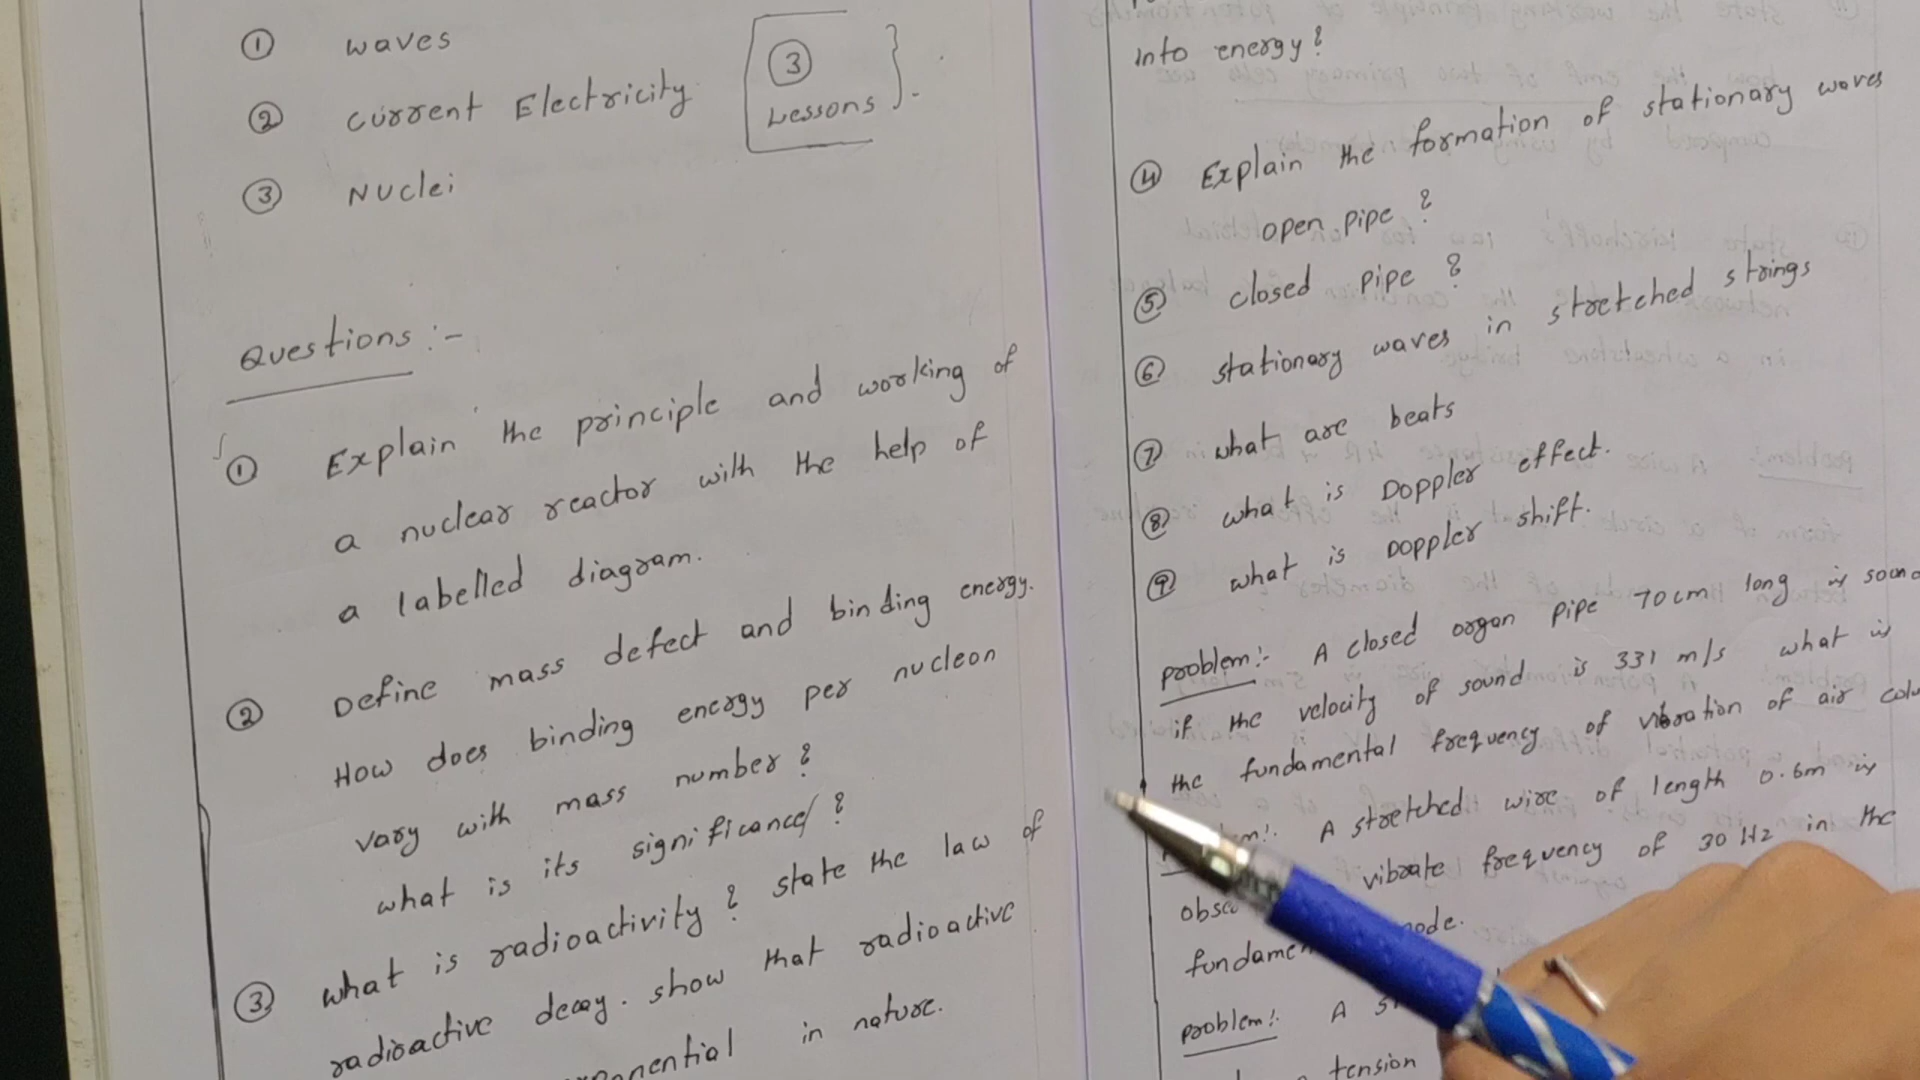 ① waves
② current Electricity
③ Nuclei
③
Lessons
Questions :-
① Explain the principle and working of
a nuclear reactor with the help of
a labelled diagram.
② Define mass defect and binding energy.
How does binding energy per nucleon
vary with mass number?
what is its significance?
③ what is radioactivity? state the law of
radioactive decay. show that radioactive
in nature.
into energy?
④ Explain the formation of stationary waves
open pipe?
⑤ closed pipe?
⑥ stationary waves in stretched strings
⑦ what are beats
⑧ what is Doppler effect.
⑨ what is Doppler shift.
problem:- A closed organ pipe 70cm long is
if the velocity of sound is 331 m/s what is
the fundamental frequency of vibration of air
A stretched wire of length 0.6m is
vibrate frequency of 30 Hz in the
problem:- A
tension